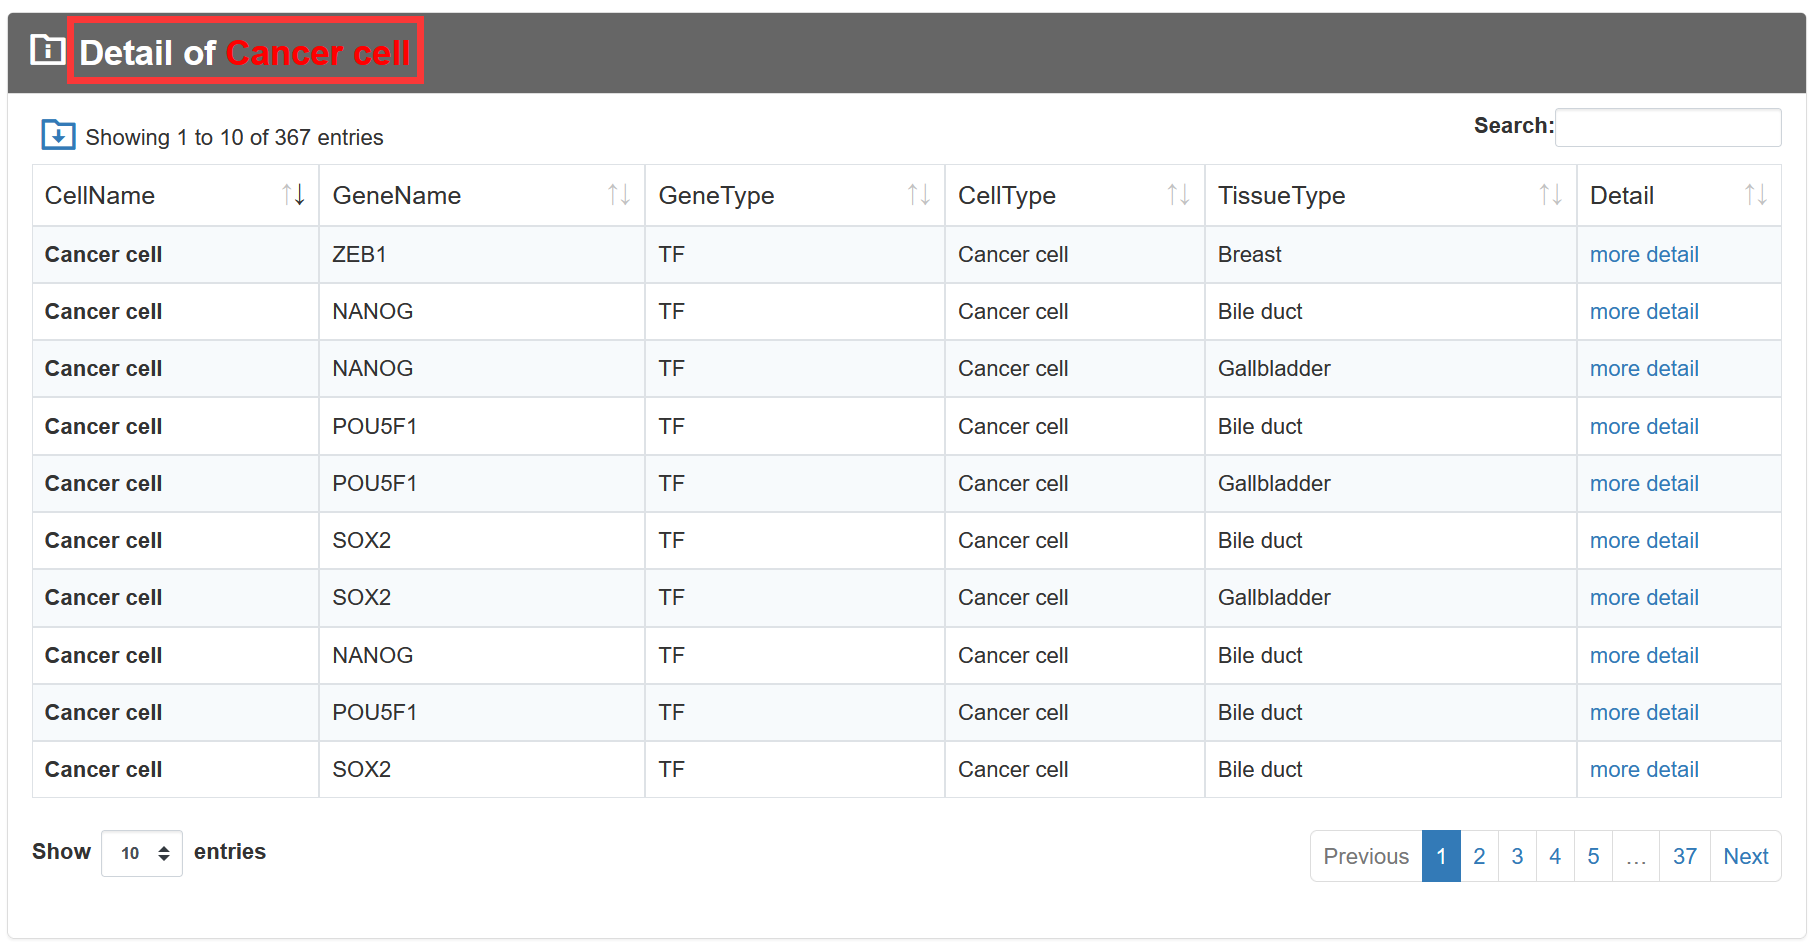 Detail of Cancer cell
Showing 1 to 10 of 367 entries
Search:
CellName GeneName GeneType CellType TissueType Detail
Cancer cell ZEB1 TF Cancer cell Breast more detail
Cancer cell NANOG TF Cancer cell Bile duct more detail
Cancer cell NANOG TF Cancer cell Gallbladder more detail
Cancer cell POU5F1 TF Cancer cell Bile duct more detail
Cancer cell POU5F1 TF Cancer cell Gallbladder more detail
Cancer cell SOX2 TF Cancer cell Bile duct more detail
Cancer cell SOX2 TF Cancer cell Gallbladder more detail
Cancer cell NANOG TF Cancer cell Bile duct more detail
Cancer cell POU5F1 TF Cancer cell Bile duct more detail
Cancer cell SOX2 TF Cancer cell Bile duct more detail
Show 10 entries
Previous 1 2 3 4 5 … 37 Next